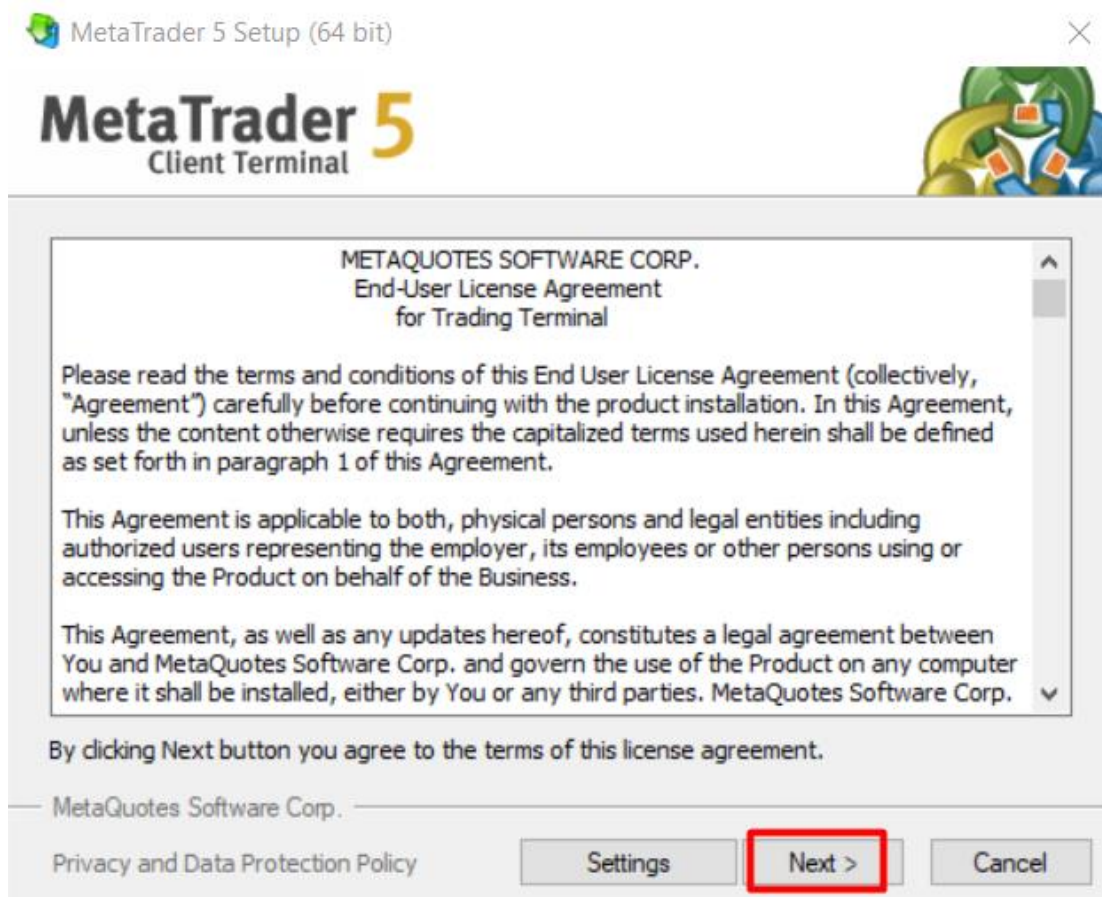 MetaTrader 5 Setup (64 bit)
MetaTrader 5
Client Terminal
METAQUOTES SOFTWARE CORP.
End-User License Agreement
for Trading Terminal
Please read the terms and conditions of this End User License Agreement (collectively,
“Agreement”) carefully before continuing with the product installation. In this Agreement,
unless the content otherwise requires the capitalized terms used herein shall be defined
as set forth in paragraph 1 of this Agreement.
This Agreement is applicable to both, physical persons and legal entities including
authorized users representing the employer, its employees or other persons using or
accessing the Product on behalf of the Business.
This Agreement, as well as any updates hereof, constitutes a legal agreement between
You and MetaQuotes Software Corp. and govern the use of the Product on any computer
where it shall be installed, either by You or any third parties. MetaQuotes Software Corp.
By clicking Next button you agree to the terms of this license agreement.
MetaQuotes Software Corp.
Privacy and Data Protection Policy
Settings
Next >
Cancel